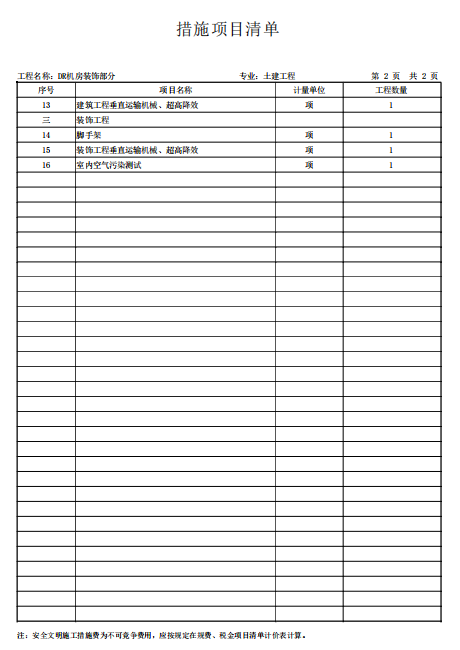 措施项目清单
工程名称：DR机房装饰部分 专业：土建工程 第 2 页 共 2 页
序号 项目名称 计量单位 工程数量
13 建筑工程垂直运输机械、超高降效 项 1
三 装饰工程
14 脚手架 项 1
15 装饰工程垂直运输机械、超高降效 项 1
16 室内空气污染测试 项 1
注：安全文明施工措施费为不可竞争费用，应按规定在规费、税金项目清单计价表计算。